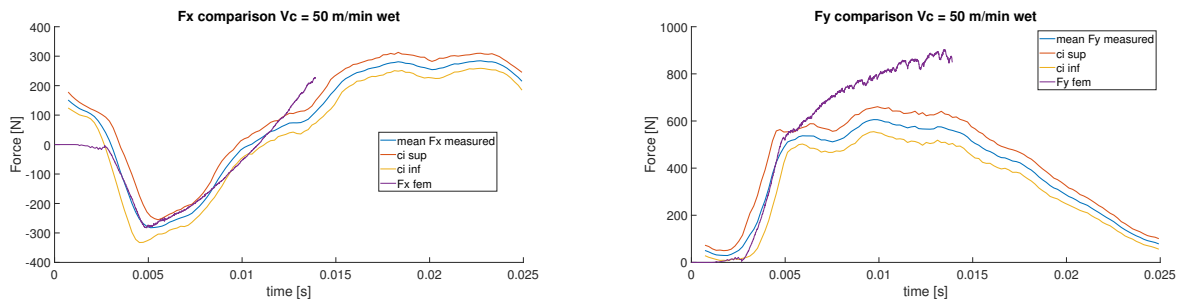 Fx comparison Vc = 50 m/min wet
400
300
200
100
0
-100
-200
-300
-400
Force [N]
0
0.005
0.01
0.015
0.02
0.025
time [s]
mean Fx measured
ci sup
ci inf
Fx fem
Fy comparison Vc = 50 m/min wet
1000
800
600
400
200
0
Force [N]
0
0.005
0.01
0.015
0.02
0.025
time [s]
mean Fy measured
ci sup
ci inf
Fy fem